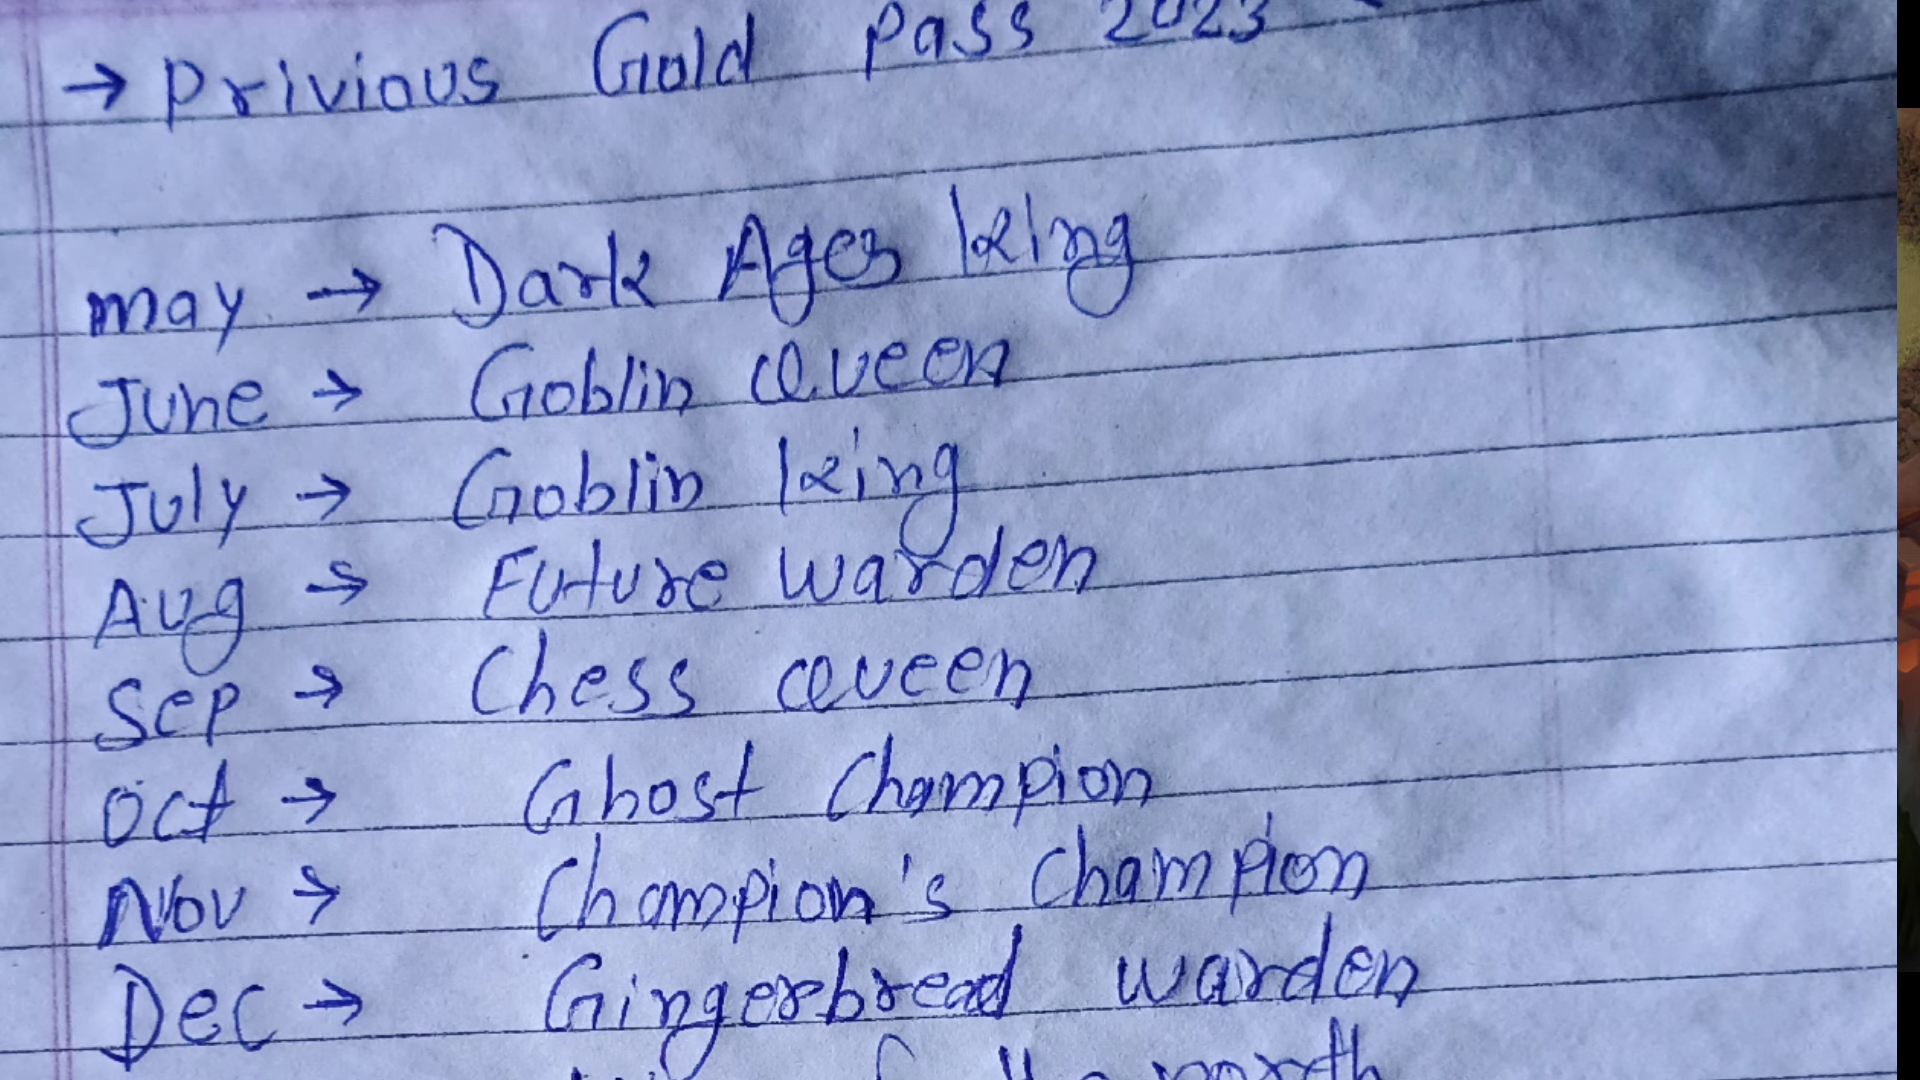 → Privious Gold Pass 2023
may → Dark Ages King
June → Goblin Queen
July → Goblin King
Aug → Future Warden
Sep → Chess Queen
Oct → Ghost Champion
Nov → Champion's Champion
Dec → Gingerbread Warden